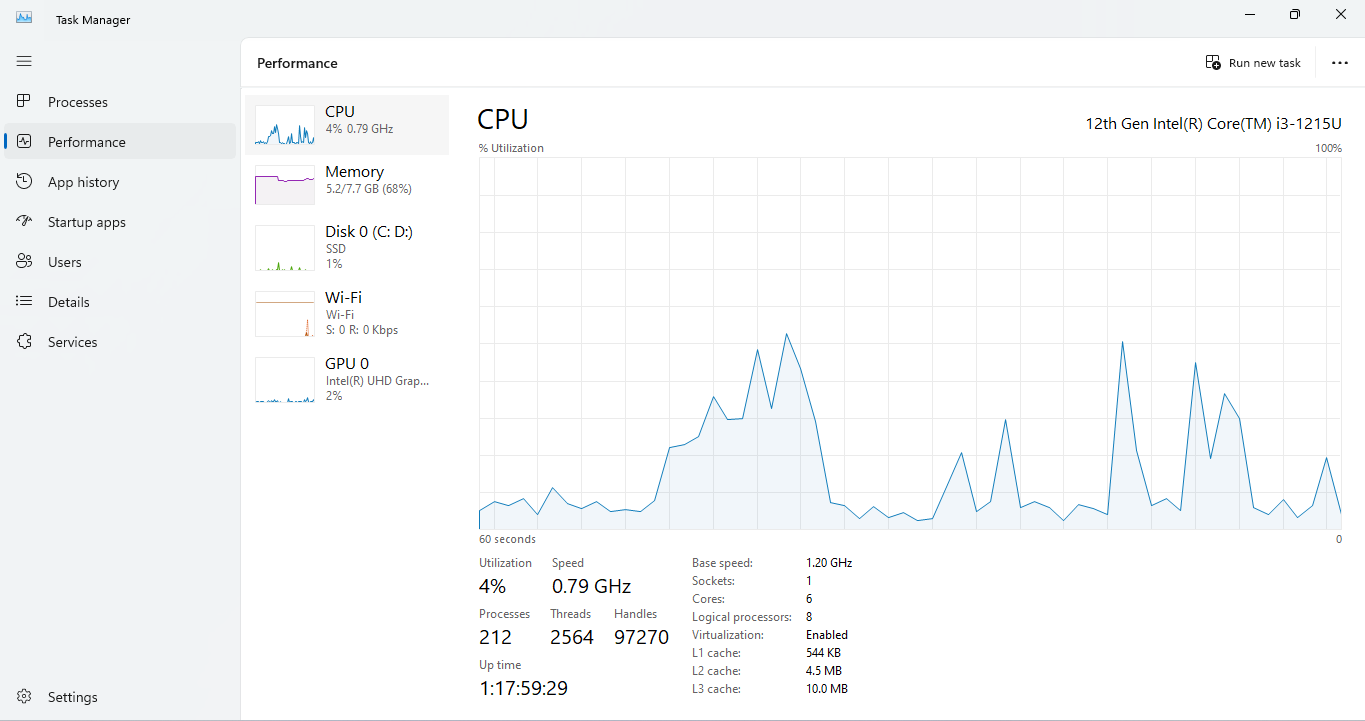 Task Manager
Performance
Run new task
Processes
Performance
App history
Startup apps
Users
Details
Services
Settings
CPU
4% 0.79 GHz
Memory
5.2/7.7 GB (68%)
Disk 0 (C: D:)
SSD
1%
Wi-Fi
Wi-Fi
S: 0 R: 0 Kbps
GPU 0
Intel(R) UHD Grap...
2%
CPU
12th Gen Intel(R) Core(TM) i3-1215U
% Utilization 100%
60 seconds 0
Utilization Speed
4% 0.79 GHz
Processes Threads Handles
212 2564 97270
Up time
1:17:59:29
Base speed: 1.20 GHz
Sockets: 1
Cores: 6
Logical processors: 8
Virtualization: Enabled
L1 cache: 544 KB
L2 cache: 4.5 MB
L3 cache: 10.0 MB